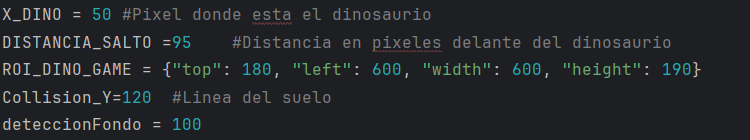 X_DINO = 50 #Pixel donde esta el dinosaurio
DISTANCIA_SALTO =95    #Distancia en pixeles delante del dinosaurio
ROI_DINO_GAME = {"top": 180, "left": 600, "width": 600, "height": 190}
Collision_Y=120  #Linea del suelo
deteccionFondo = 100